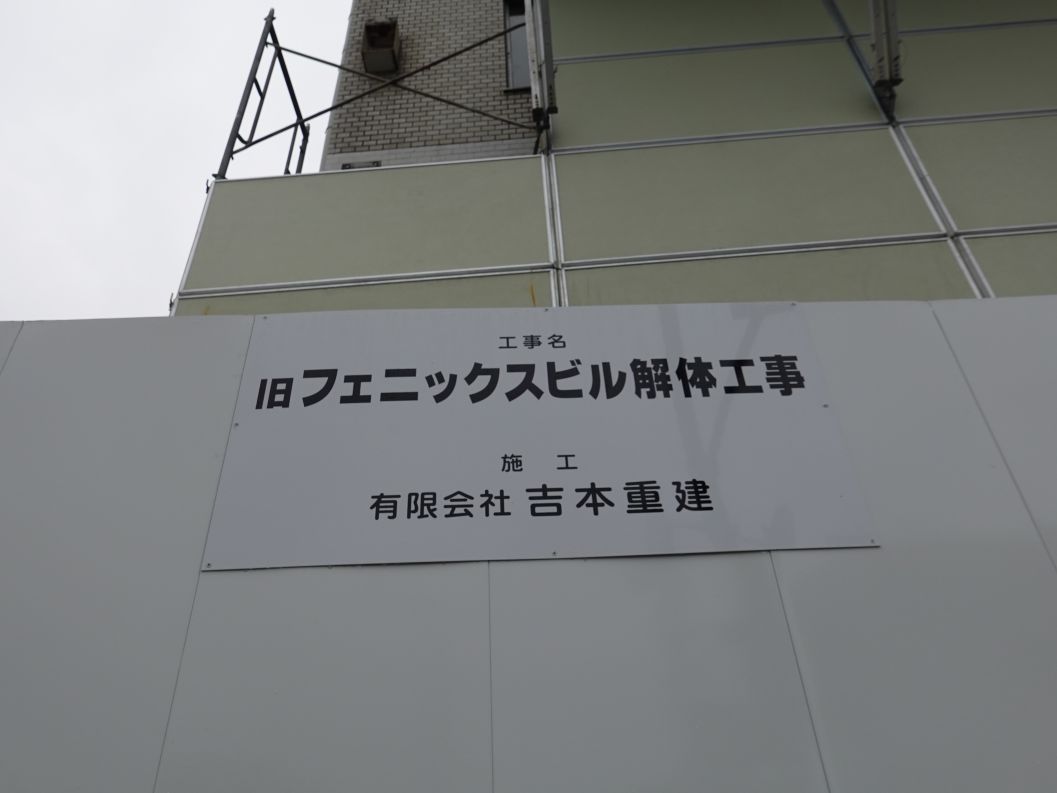 工事名
旧フェニックスビル解体工事
施 工
有限会社 吉本重建